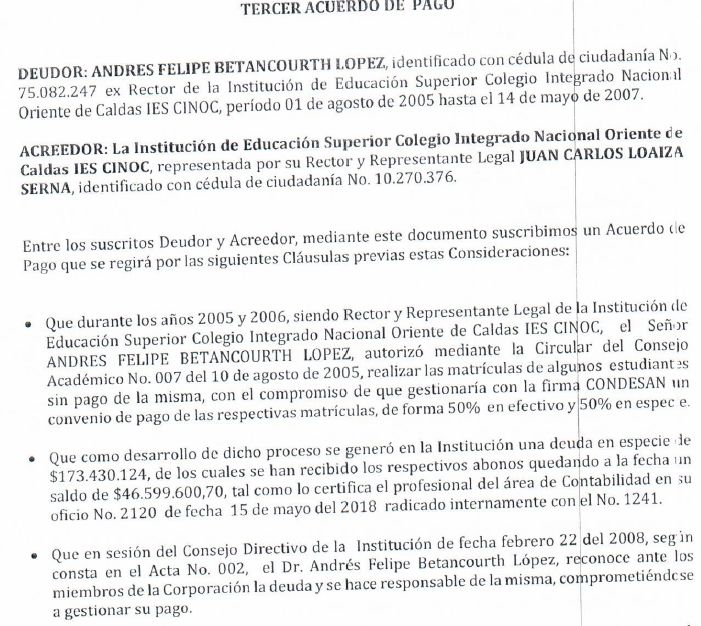 TERCER ACUERDO DE PAGO
DEUDOR: ANDRES FELIPE BETANCOURTH LOPEZ, identificado con cédula de ciudadanía No.
75.082.247 ex Rector de la Institución de Educación Superior Colegio Integrado Nacional
Oriente de Caldas IES CINOC, período 01 de agosto de 2005 hasta el 14 de mayo de 2007.
ACREEDOR: La Institución de Educación Superior Colegio Integrado Nacional Oriente de
Caldas IES CINOC, representada por su Rector y Representante Legal JUAN CARLOS LOAIZA
SERNA, identificado con cédula de ciudadanía No. 10.270.376.
Entre los suscritos Deudor y Acreedor, mediante este documento suscribimos un Acuerdo de
Pago que se regirá por las siguientes Cláusulas previas estas Consideraciones:
• Que durante los años 2005 y 2006, siendo Rector y Representante Legal de la Institución de
Educación Superior Colegio Integrado Nacional Oriente de Caldas IES CINOC, el Señor
ANDRES FELIPE BETANCOURTH LOPEZ, autorizó mediante la Circular del Consejo
Académico No. 007 del 10 de agosto de 2005, realizar las matrículas de algunos estudiantes
sin pago de la misma, con el compromiso de que gestionaría con la firma CONDESAN un
convenio de pago de las respectivas matrículas, de forma 50% en efectivo y 50% en especie.
• Que como desarrollo de dicho proceso se generó en la Institución una deuda en especie de
$173.430.124, de los cuales se han recibido los respectivos abonos quedando a la fecha un
saldo de $46.599.600,70, tal como lo certifica el profesional del área de Contabilidad en su
oficio No. 2120 de fecha 15 de mayo del 2018 radicado internamente con el No. 1241.
• Que en sesión del Consejo Directivo de la Institución de fecha febrero 22 del 2008, según
consta en el Acta No. 002, el Dr. Andrés Felipe Betancourth López, reconoce ante los
miembros de la Corporación la deuda y se hace responsable de la misma, comprometiéndose
a gestionar su pago.